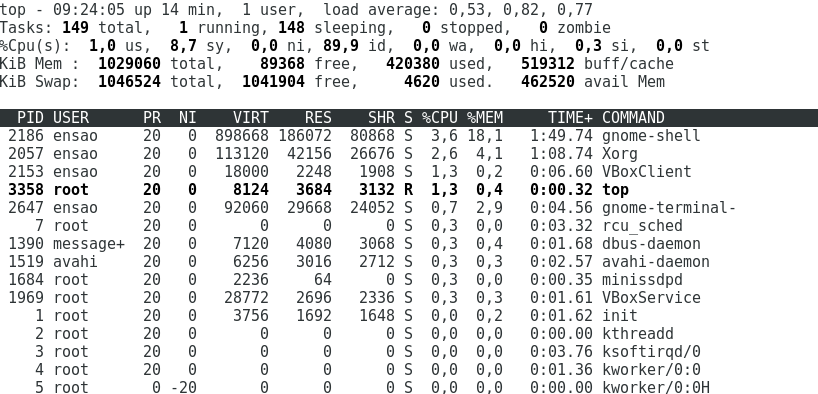 top - 09:24:05 up 14 min,  1 user,  load average: 0,53, 0,82, 0,77
Tasks: 149 total,   1 running, 148 sleeping,   0 stopped,   0 zombie
%Cpu(s):  1,0 us,  8,7 sy,  0,0 ni, 89,9 id,  0,0 wa,  0,0 hi,  0,3 si,  0,0 st
KiB Mem :  1029060 total,    89368 free,   420380 used,   519312 buff/cache
KiB Swap:  1046524 total,  1041904 free,     4620 used.   462520 avail Mem
PID USER      PR  NI    VIRT    RES    SHR S %CPU %MEM     TIME+ COMMAND
2186 ensao     20   0  898668 186072  80868 S  3,6 18,1   1:49.74 gnome-shell
2057 ensao     20   0  113120  42156  26676 S  2,6  4,1   1:08.74 Xorg
2153 ensao     20   0   18000   2248   1908 S  1,3  0,2   0:06.60 VBoxClient
3358 root      20   0    8124   3684   3132 R  1,3  0,4   0:00.32 top
2647 ensao     20   0   92060  29668  24052 S  0,7  2,9   0:04.56 gnome-terminal-
7 root      20   0       0      0      0 S  0,3  0,0   0:03.32 rcu_sched
1390 message+  20   0    7120   4080   3068 S  0,3  0,4   0:01.68 dbus-daemon
1519 avahi     20   0    6256   3016   2712 S  0,3  0,3   0:02.57 avahi-daemon
1684 root      20   0    2236     64      0 S  0,3  0,0   0:00.35 minissdpd
1969 root      20   0   28772   2696   2336 S  0,3  0,3   0:01.61 VBoxService
1 root      20   0    3756   1692   1648 S  0,0  0,2   0:01.62 init
2 root      20   0       0      0      0 S  0,0  0,0   0:00.00 kthreadd
3 root      20   0       0      0      0 S  0,0  0,0   0:03.76 ksoftirqd/0
4 root      20   0       0      0      0 S  0,0  0,0   0:01.36 kworker/0:0
5 root       0 -20       0      0      0 S  0,0  0,0   0:00.00 kworker/0:0H